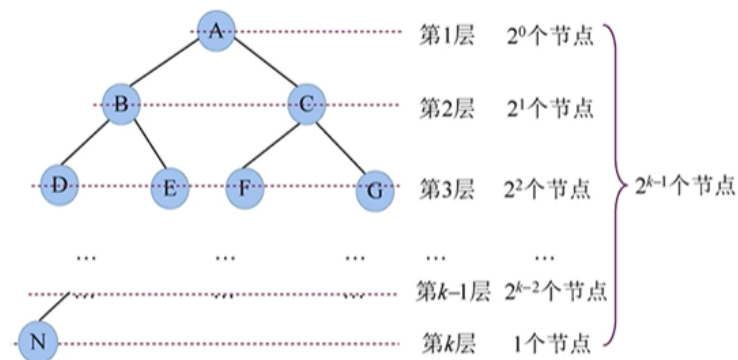 A 第1层 2⁰个节点
B C 第2层 2¹个节点
D E F G 第3层 2²个节点
2ᵏ⁻¹个节点
... ... ... ... ...
... ... ... 第k–1层 2ᵏ⁻²个节点
N 第k层 1个节点